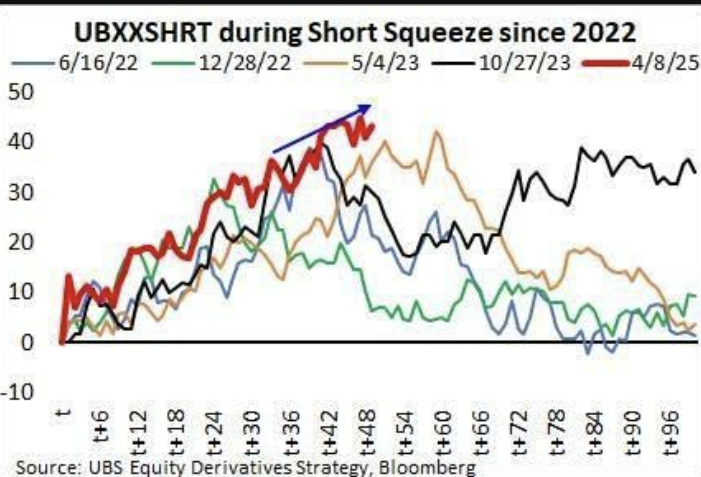 UBXXSHRT during Short Squeeze since 2022
6/16/22 12/28/22 5/4/23 10/27/23 4/8/25
50
40
30
20
10
0
-10
t t+6 t+12 t+18 t+24 t+30 t+36 t+42 t+48 t+54 t+60 t+66 t+72 t+78 t+84 t+90 t+96
Source: UBS Equity Derivatives Strategy, Bloomberg